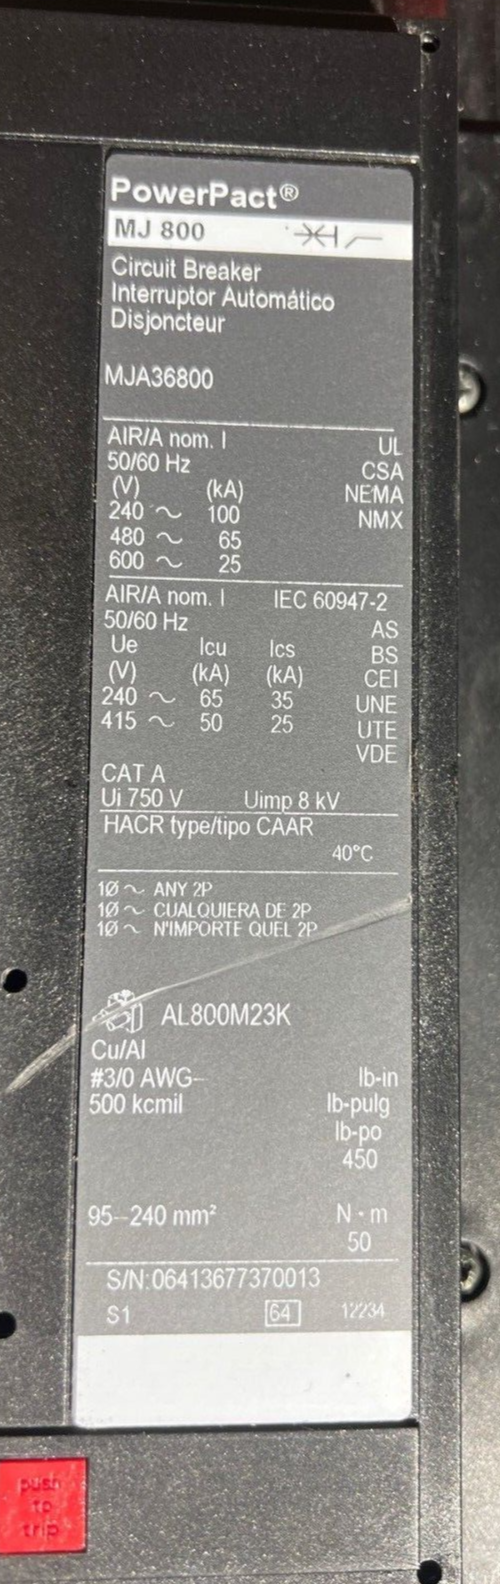 PowerPact®
MJ 800
Circuit Breaker
Interruptor Automático
Disjoncteur
MJA36800
AIR/A nom. I UL
50/60 Hz CSA
(V) (kA) NEMA
240 ~ 100 NMX
480 ~ 65
600 ~ 25
AIR/A nom. I IEC 60947-2
50/60 Hz AS
Ue Icu Ics BS
(V) (kA) (kA) CEI
240 ~ 65 35 UNE
415 ~ 50 25 UTE
VDE
CAT A
Ui 750 V Uimp 8 kV
HACR type/tipo CAAR
40°C
1Ø ~ ANY 2P
1Ø ~ CUALQUIERA DE 2P
1Ø ~ N'IMPORTE QUEL 2P
AL800M23K
Cu/Al
#3/0 AWG– lb-in
500 kcmil lb-pulg
lb-po
450
95–240 mm² N·m
50
S/N:06413677370013
S1 64 12234
push
to
trip